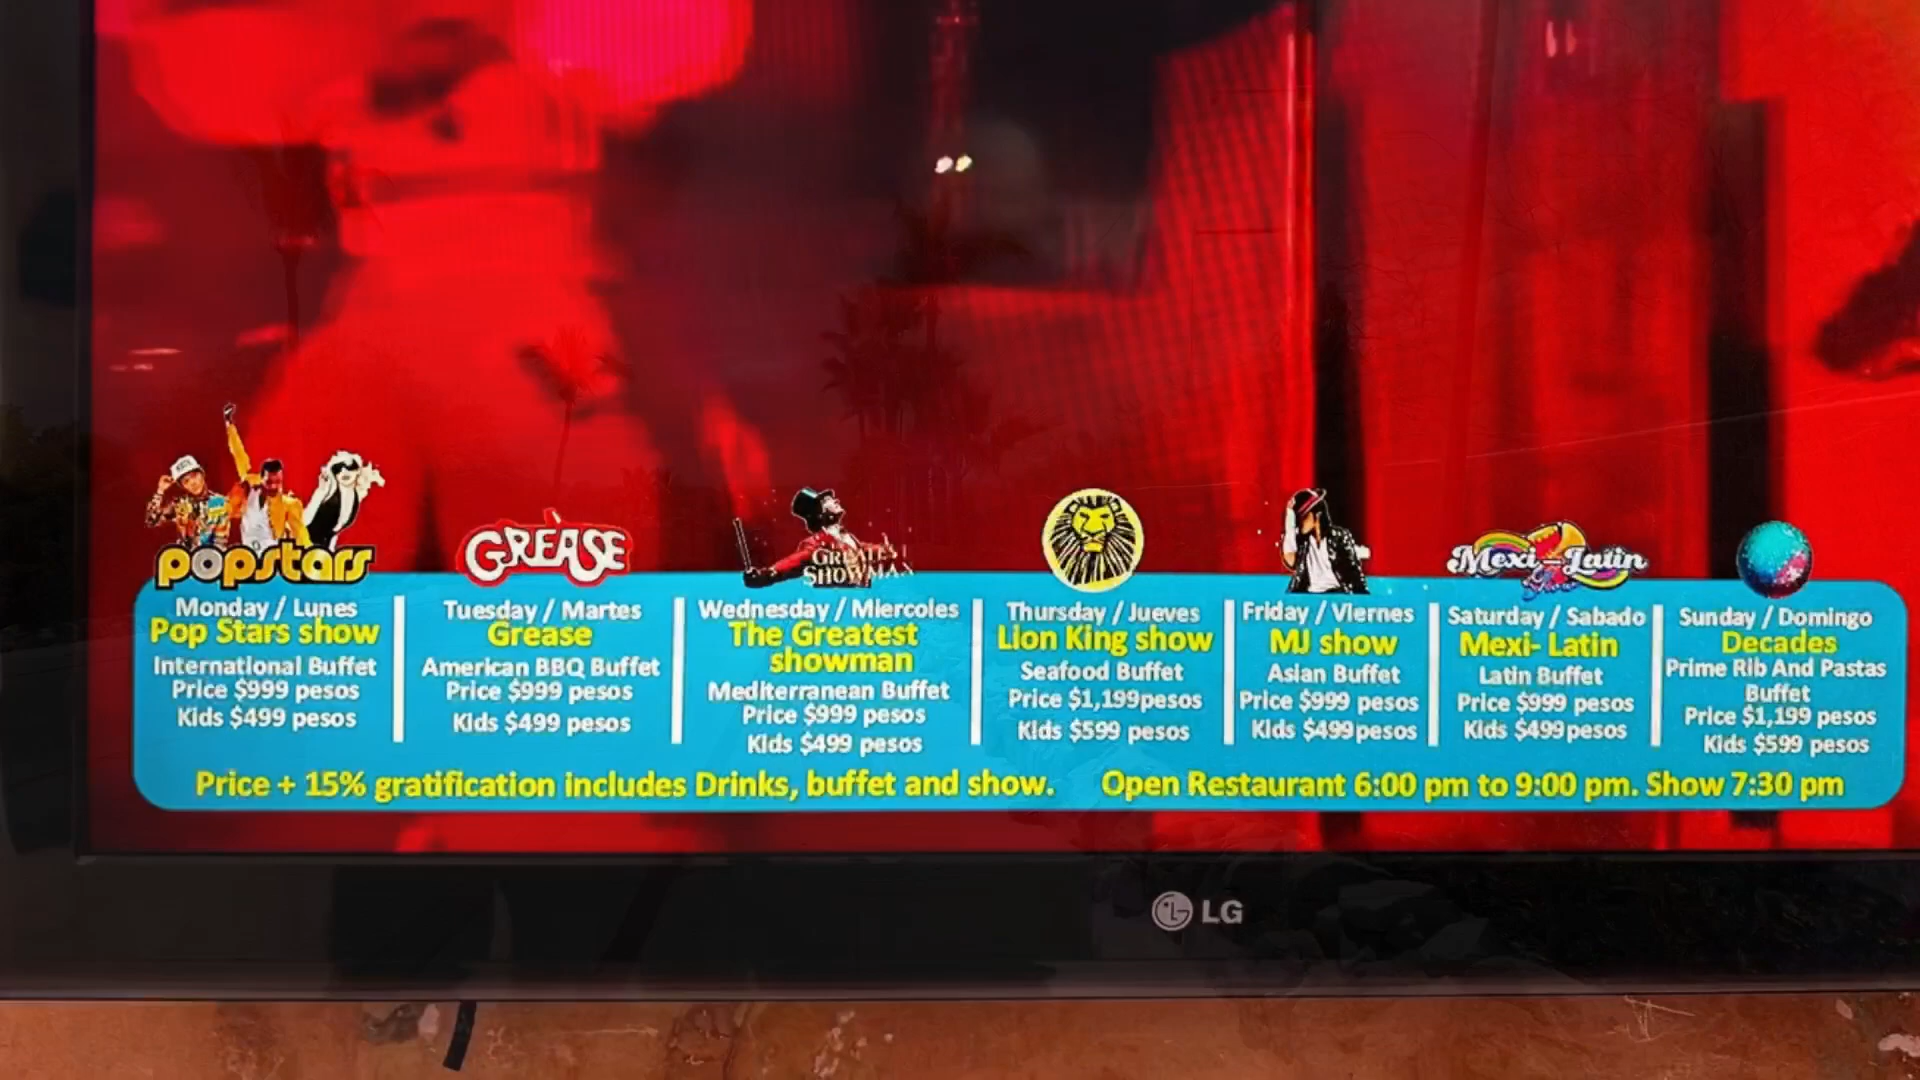 popstars
GREASE
GREATEST
SHOWMAN
Mexi-Latin
Monday / Lunes
Pop Stars show
International Buffet
Price $999 pesos
Kids $499 pesos
Tuesday / Martes
Grease
American BBQ Buffet
Price $999 pesos
Kids $499 pesos
Wednesday / Miercoles
The Greatest
showman
Mediterranean Buffet
Price $999 pesos
Kids $499 pesos
Thursday / Jueves
Lion King show
Seafood Buffet
Price $1,199pesos
Kids $599 pesos
Friday / Viernes
MJ show
Asian Buffet
Price $999 pesos
Kids $499pesos
Saturday / Sabado
Mexi- Latin
Latin Buffet
Price $999 pesos
Kids $499pesos
Sunday / Domingo
Decades
Prime Rib And Pastas
Buffet
Price $1,199 pesos
Kids $599 pesos
Price + 15% gratification includes Drinks, buffet and show. Open Restaurant 6:00 pm to 9:00 pm. Show 7:30 pm
LG